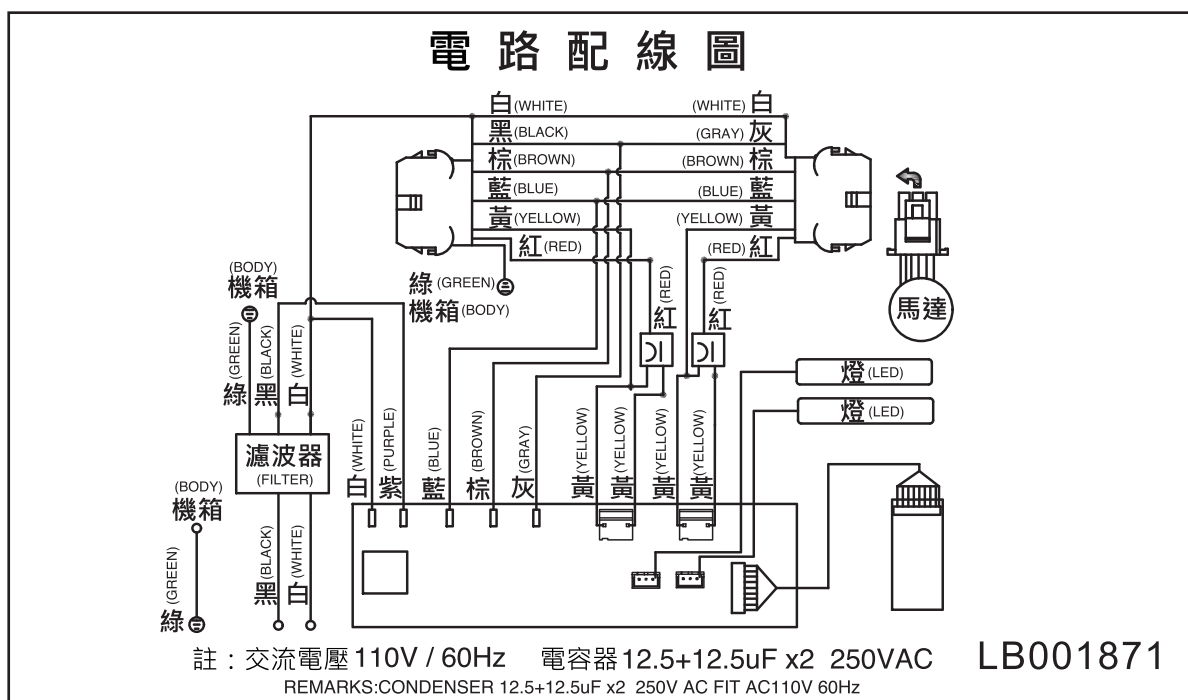 電路配線圖
白(WHITE) (WHITE)白
黑(BLACK) (GRAY)灰
棕(BROWN) (BROWN)棕
藍(BLUE) (BLUE)藍
黃(YELLOW) (YELLOW)黃
紅(RED) (RED)紅
綠(GREEN)
機箱(BODY)
(RED)
紅
(RED)
紅
馬達
(BODY)
機箱
(GREEN)
綠
(BLACK)
黑
(WHITE)
白
燈(LED)
燈(LED)
濾波器
(FILTER)
(WHITE)
白
(PURPLE)
紫
(BLUE)
藍
(BROWN)
棕
(GRAY)
灰
(YELLOW)
黃
(YELLOW)
黃
(YELLOW)
黃
(YELLOW)
黃
(BODY)
機箱
(GREEN)
綠
(BLACK)
黑
(WHITE)
白
註：交流電壓110V / 60Hz 電容器12.5+12.5uF x2 250VAC LB001871
REMARKS:CONDENSER 12.5+12.5uF x2 250V AC FIT AC110V 60Hz